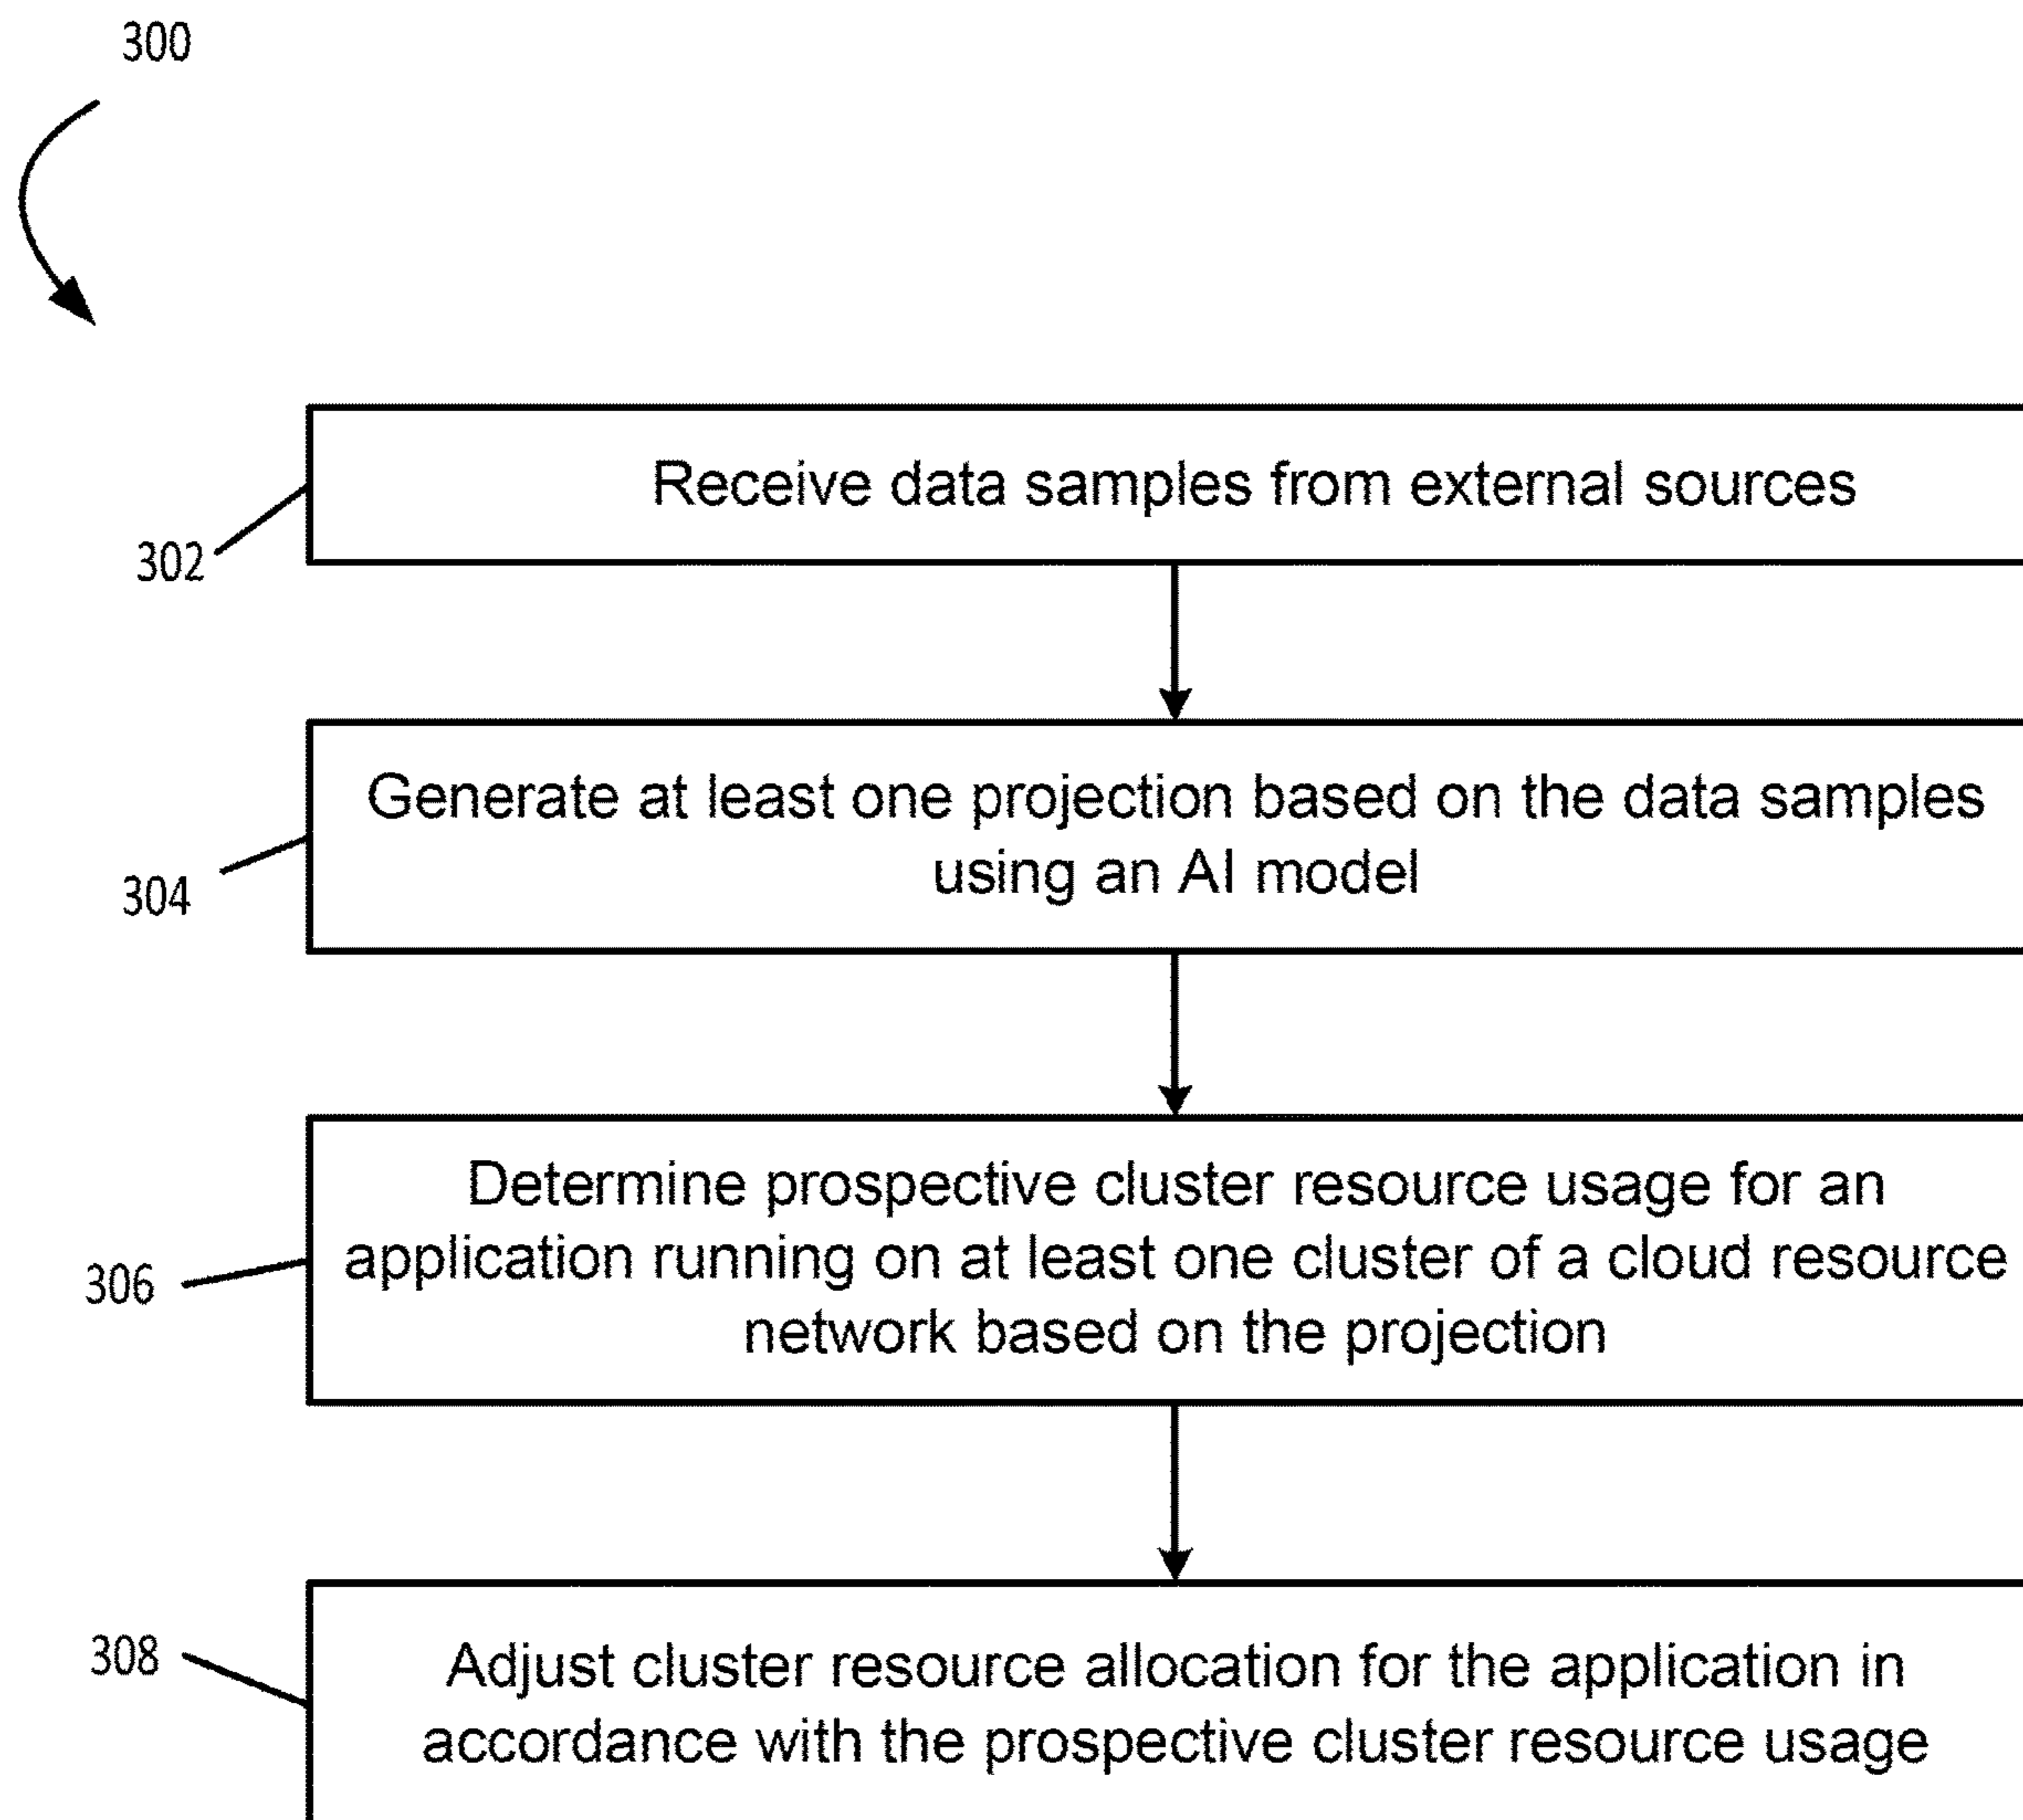 300
Receive data samples from external sources
302
Generate at least one projection based on the data samples
using an AI model
304
Determine prospective cluster resource usage for an
application running on at least one cluster of a cloud resource
network based on the projection
306
Adjust cluster resource allocation for the application in
accordance with the prospective cluster resource usage
308